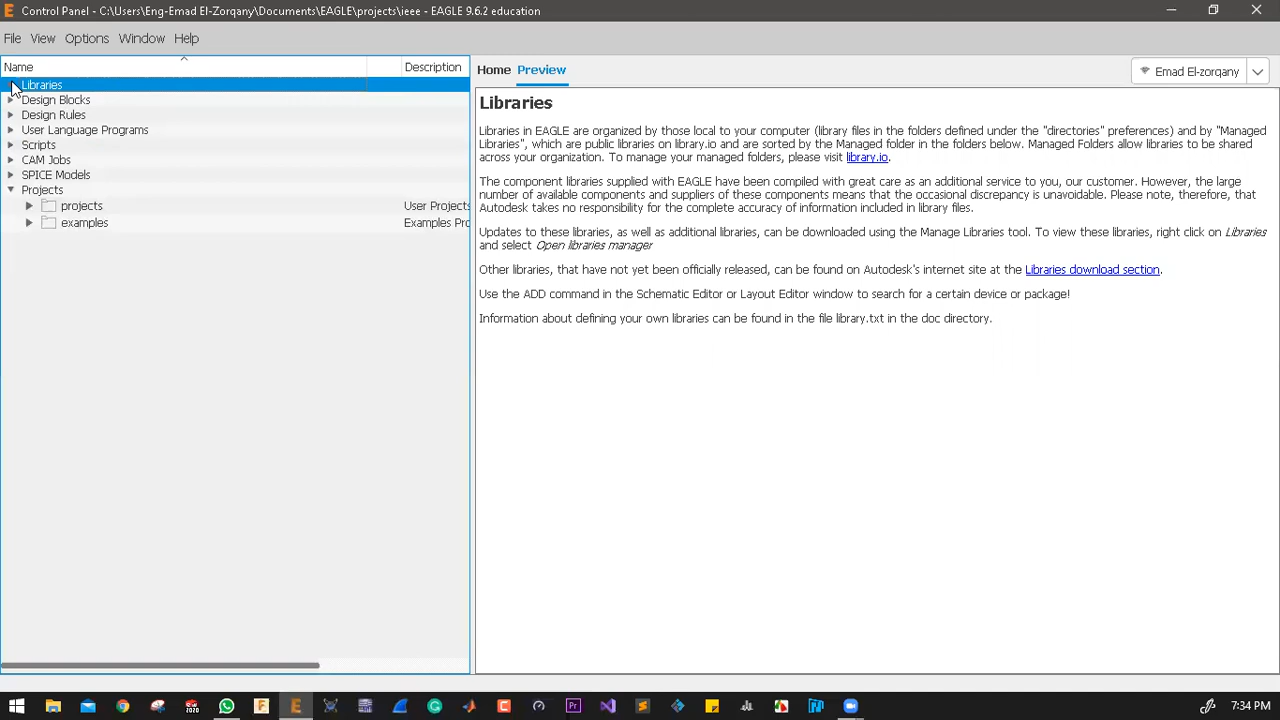 Control Panel - C:\Users\Eng-Emad El-Zorqany\Documents\EAGLE\projects\ieee - EAGLE 9.6.2 education
File View Options Window Help
Name Description
Libraries
Design Blocks
Design Rules
User Language Programs
Scripts
CAM Jobs
SPICE Models
Projects
projects User Projects
examples Examples Pro
Home Preview
Emad El-zorqany
Libraries
Libraries in EAGLE are organized by those local to your computer (library files in the folders defined under the "directories" preferences) and by "Managed
Libraries", which are public libraries on library.io and are sorted by the Managed folder in the folders below. Managed Folders allow libraries to be shared
across your organization. To manage your managed folders, please visit library.io.
The component libraries supplied with EAGLE have been compiled with great care as an additional service to you, our customer. However, the large
number of available components and suppliers of these components means that the occasional discrepancy is unavoidable. Please note, therefore, that
Autodesk takes no responsibility for the complete accuracy of information included in library files.
Updates to these libraries, as well as additional libraries, can be downloaded using the Manage Libraries tool. To view these libraries, right click on Libraries
and select Open libraries manager
Other libraries, that have not yet been officially released, can be found on Autodesk's internet site at the Libraries download section.
Use the ADD command in the Schematic Editor or Layout Editor window to search for a certain device or package!
Information about defining your own libraries can be found in the file library.txt in the doc directory.
7:34 PM